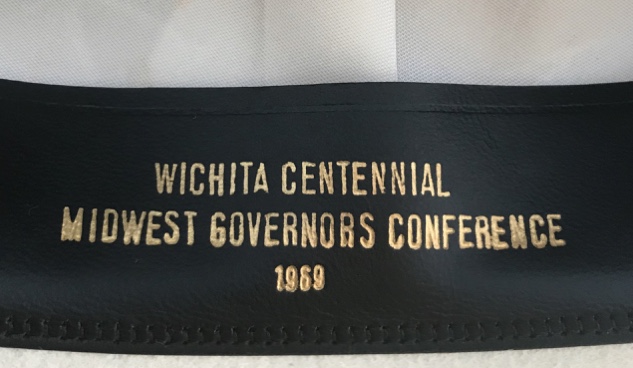 WICHITA CENTENNIAL
MIDWEST GOVERNORS CONFERENCE
1969